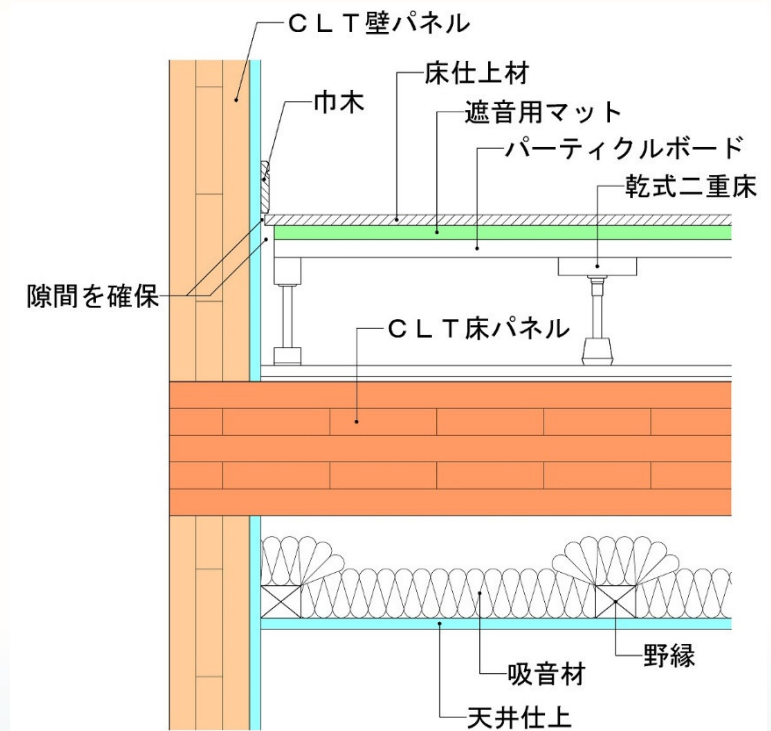 ＣＬＴ壁パネル
床仕上材
巾木
遮音用マット
パーティクルボード
乾式二重床
隙間を確保
ＣＬＴ床パネル
野縁
吸音材
天井仕上